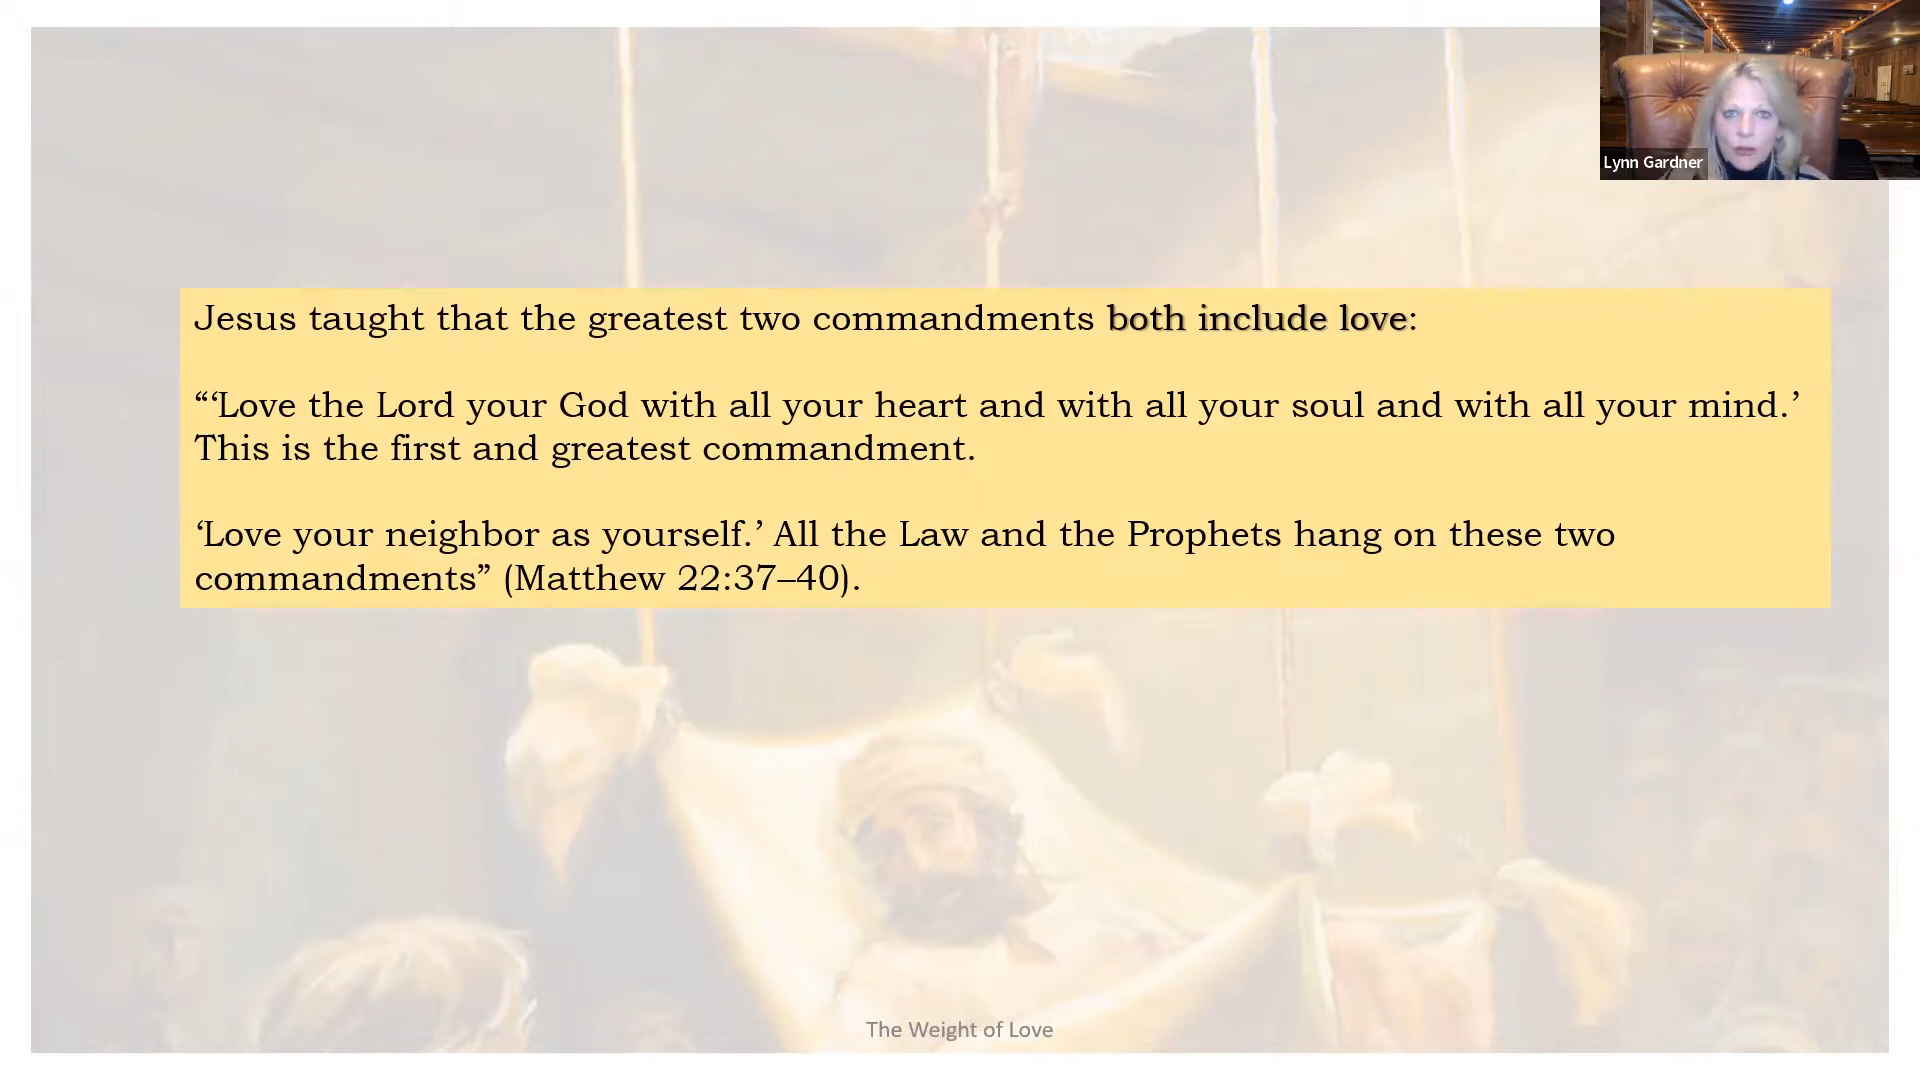 Lynn Gardner
Jesus taught that the greatest two commandments both include love:
“‘Love the Lord your God with all your heart and with all your soul and with all your mind.’
This is the first and greatest commandment.
‘Love your neighbor as yourself.’ All the Law and the Prophets hang on these two
commandments” (Matthew 22:37–40).
The Weight of Love